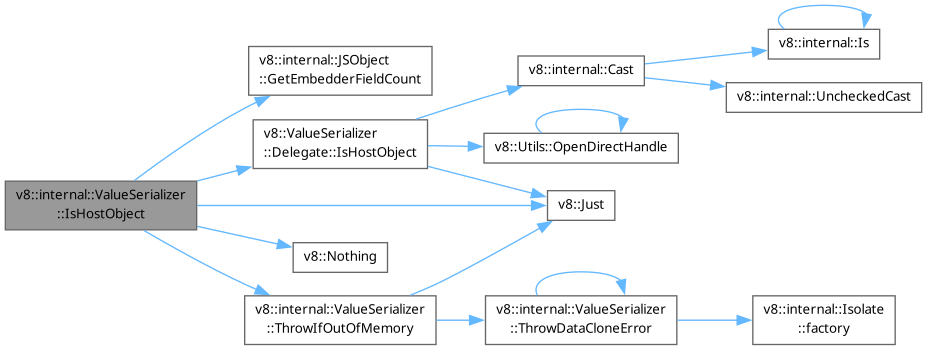 v8::internal::ValueSerializer
::IsHostObject
v8::internal::JSObject
::GetEmbedderFieldCount
v8::ValueSerializer
::Delegate::IsHostObject
v8::internal::Cast
v8::internal::Is
v8::internal::UncheckedCast
v8::Utils::OpenDirectHandle
v8::Just
v8::Nothing
v8::internal::ValueSerializer
::ThrowIfOutOfMemory
v8::internal::ValueSerializer
::ThrowDataCloneError
v8::internal::Isolate
::factory